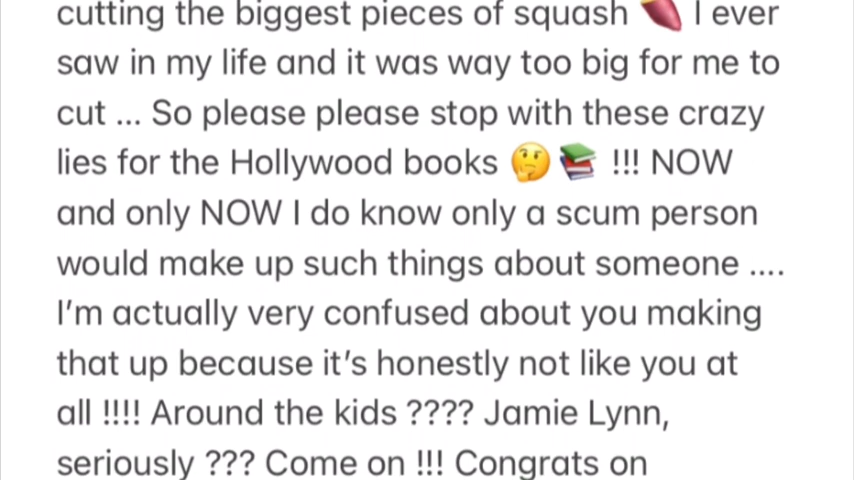 cutting the biggest pieces of squash 🍠 I ever
saw in my life and it was way too big for me to
cut ... So please please stop with these crazy
lies for the Hollywood books 🤔📚 !!! NOW
and only NOW I do know only a scum person
would make up such things about someone ....
I’m actually very confused about you making
that up because it’s honestly not like you at
all !!!! Around the kids ???? Jamie Lynn,
seriously ??? Come on !!! Congrats on